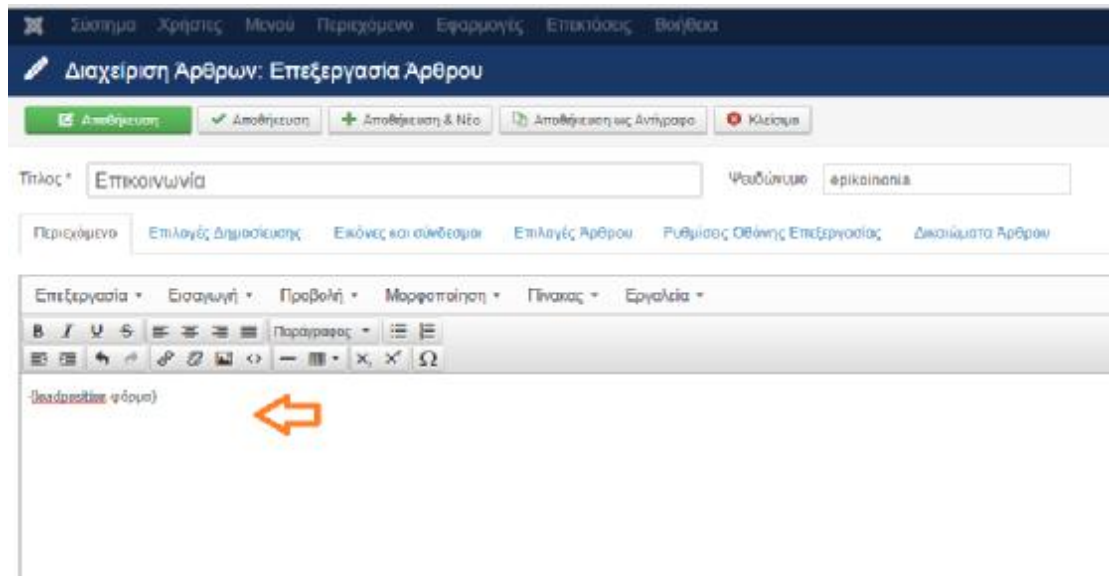 Σύστημα Χρήστες Μενού Περιεχόμενο Εφαρμογές Επεκτάσεις Βοήθεια
Διαχείριση Άρθρων: Επεξεργασία Άρθρου
Αποθήκευση Αποθήκευση Αποθήκευση & Νέο Αποθήκευση ως Αντίγραφο Κλείσιμο
Τίτλος * Επικοινωνία Ψευδώνυμο epikoinonia
Περιεχόμενο Επιλογές Δημοσίευσης Εικόνες και σύνδεσμοι Επιλογές Άρθρου Ρυθμίσεις Οθόνης Επεξεργασίας Δικαιώματα Άρθρου
Επεξεργασία Εισαγωγή Προβολή Μορφοποίηση Πίνακας Εργαλεία
B I U S Παράγραφος
Ω
{loadposition φόρμα}